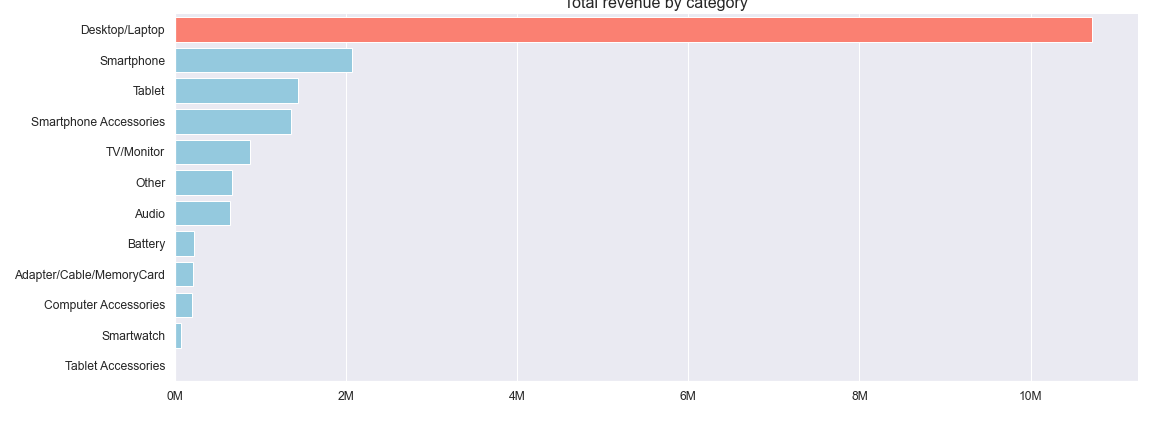 Total revenue by category
Desktop/Laptop
Smartphone
Tablet
Smartphone Accessories
TV/Monitor
Other
Audio
Battery
Adapter/Cable/MemoryCard
Computer Accessories
Smartwatch
Tablet Accessories
0M 2M 4M 6M 8M 10M